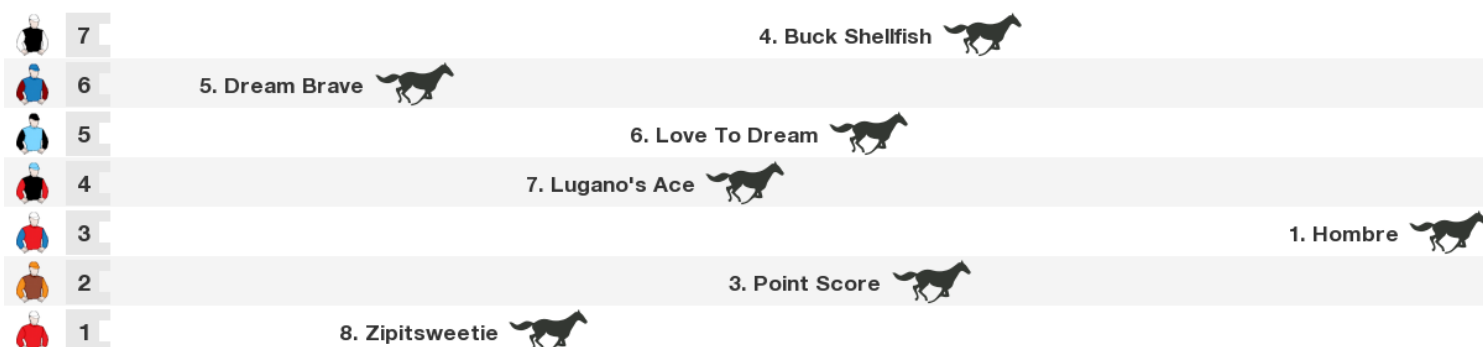 7 4. Buck Shellfish
6 5. Dream Brave
5 6. Love To Dream
4 7. Lugano's Ace
3 1. Hombre
2 3. Point Score
1 8. Zipitsweetie